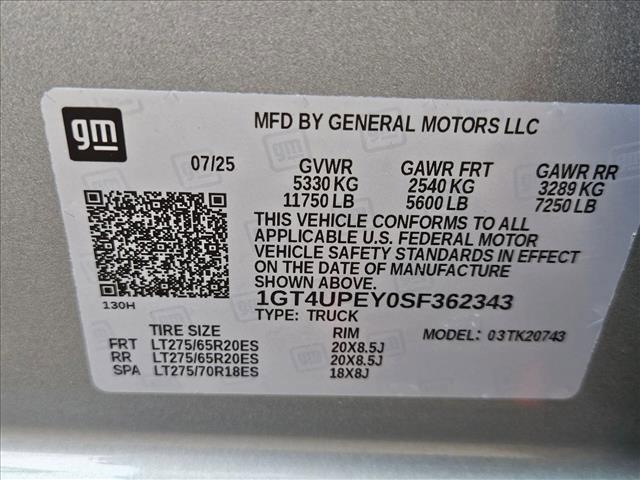 gm
MFD BY GENERAL MOTORS LLC
07/25
GVWR GAWR FRT GAWR RR
5330 KG 2540 KG 3289 KG
11750 LB 5600 LB 7250 LB
THIS VEHICLE CONFORMS TO ALL
APPLICABLE U.S. FEDERAL MOTOR
VEHICLE SAFETY STANDARDS IN EFFECT
ON THE DATE OF MANUFACTURE
SHOWN ABOVE.
130H
1GT4UPEY0SF362343
TYPE: TRUCK
TIRE SIZE RIM MODEL: 03TK20743
FRT LT275/65R20ES 20X8.5J
RR LT275/65R20ES 20X8.5J
SPA LT275/70R18ES 18X8J